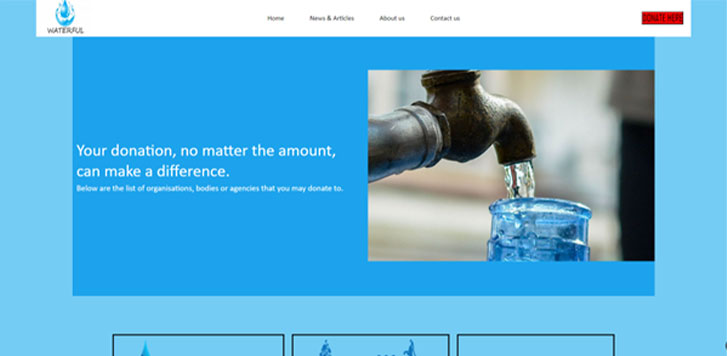 WATERFUL
Home
News & Articles
About us
Contact us
DONATE HERE
Your donation, no matter the amount,
can make a difference.
Below are the list of organisations, bodies or agencies that you may donate to.